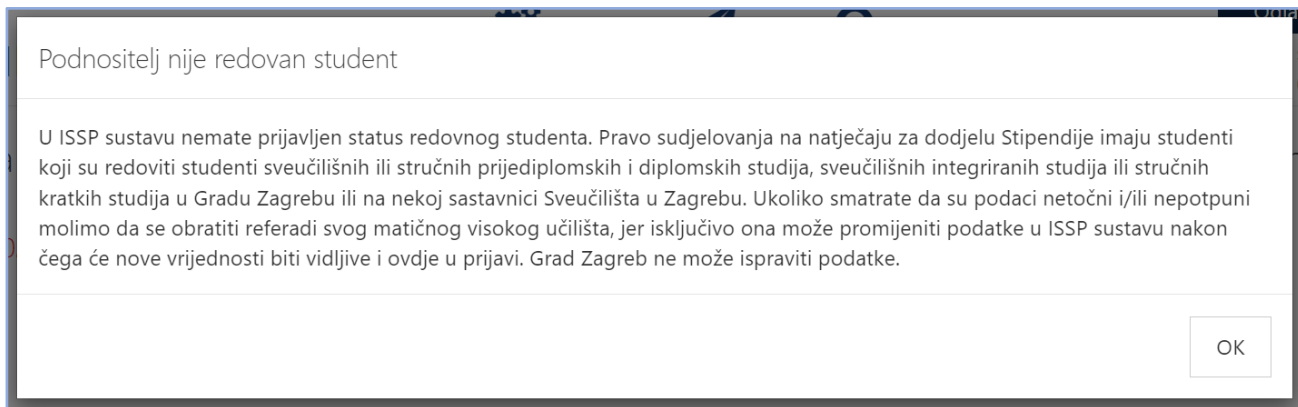 Podnositelj nije redovan student
U ISSP sustavu nemate prijavljen status redovnog studenta. Pravo sudjelovanja na natječaju za dodjelu Stipendije imaju studenti
koji su redoviti studenti sveučilišnih ili stručnih prijediplomskih i diplomskih studija, sveučilišnih integriranih studija ili stručnih
kratkih studija u Gradu Zagrebu ili na nekoj sastavnici Sveučilišta u Zagrebu. Ukoliko smatrate da su podaci netočni i/ili nepotpuni
molimo da se obratiti referadi svog matičnog visokog učilišta, jer isključivo ona može promijeniti podatke u ISSP sustavu nakon
čega će nove vrijednosti biti vidljive i ovdje u prijavi. Grad Zagreb ne može ispraviti podatke.
OK